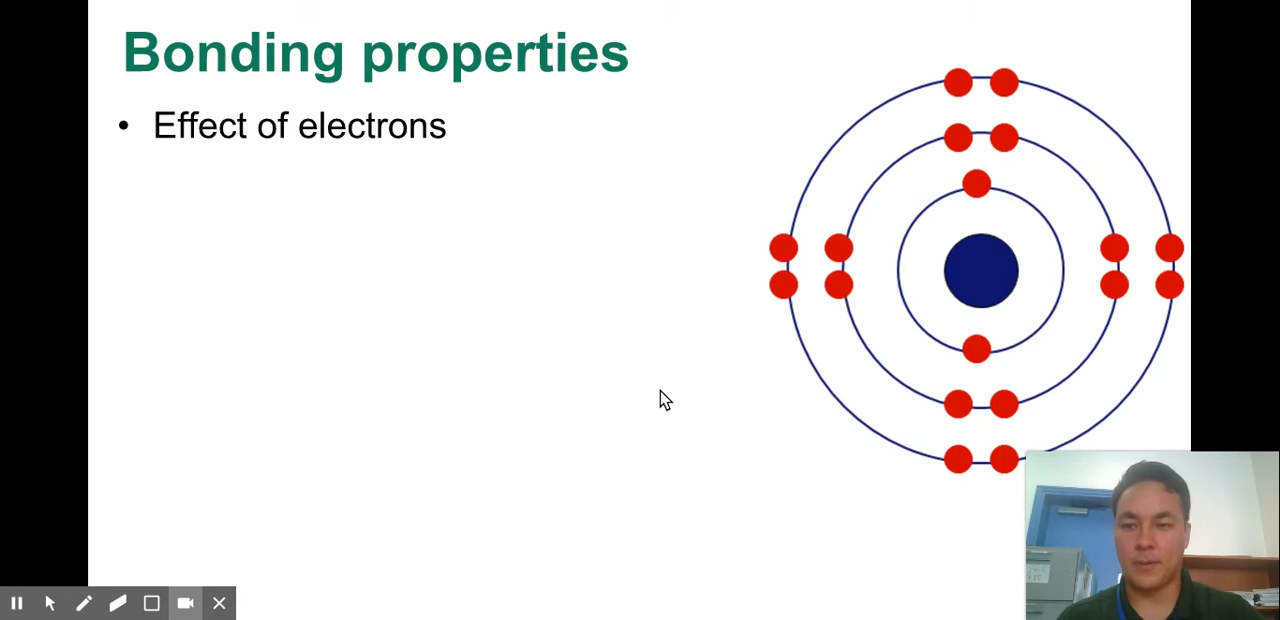 Bonding properties
• Effect of electrons